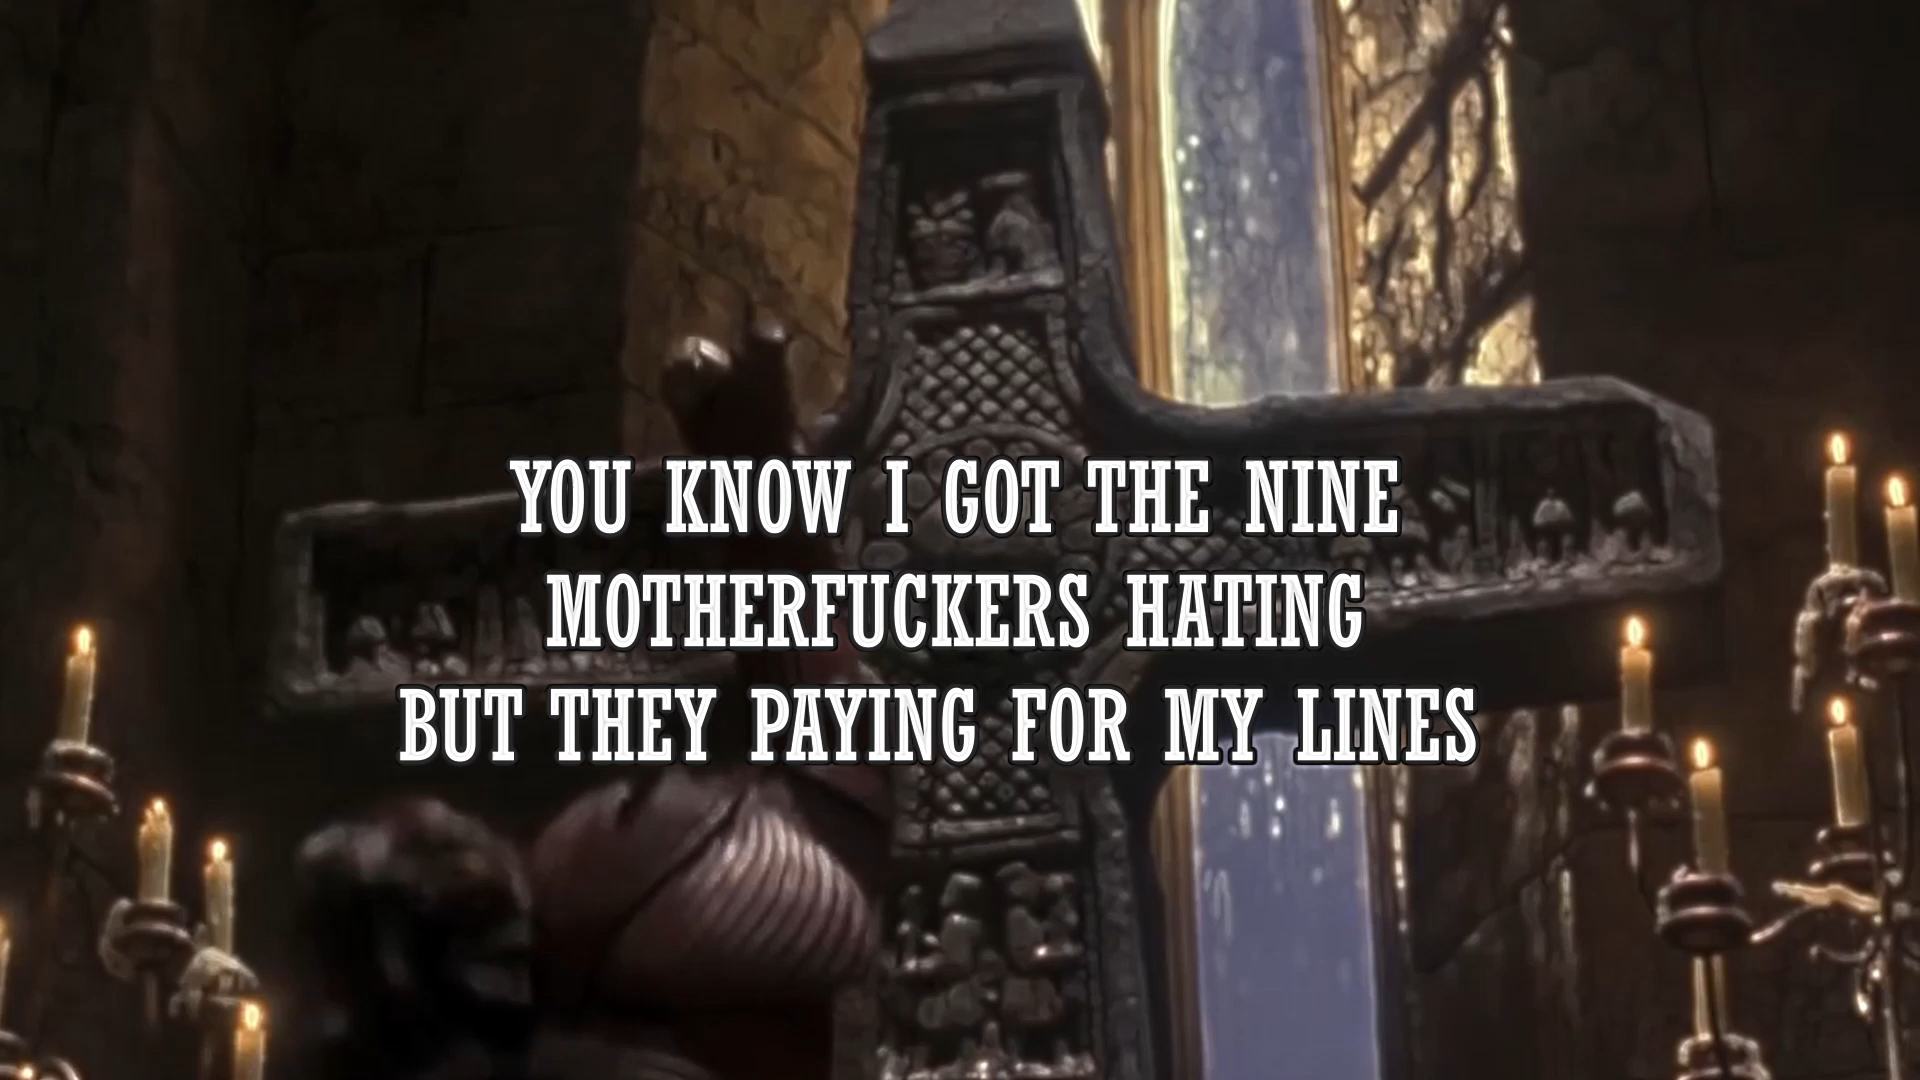 YOU KNOW I GOT THE NINE
MOTHERFUCKERS HATING
BUT THEY PAYING FOR MY LINES